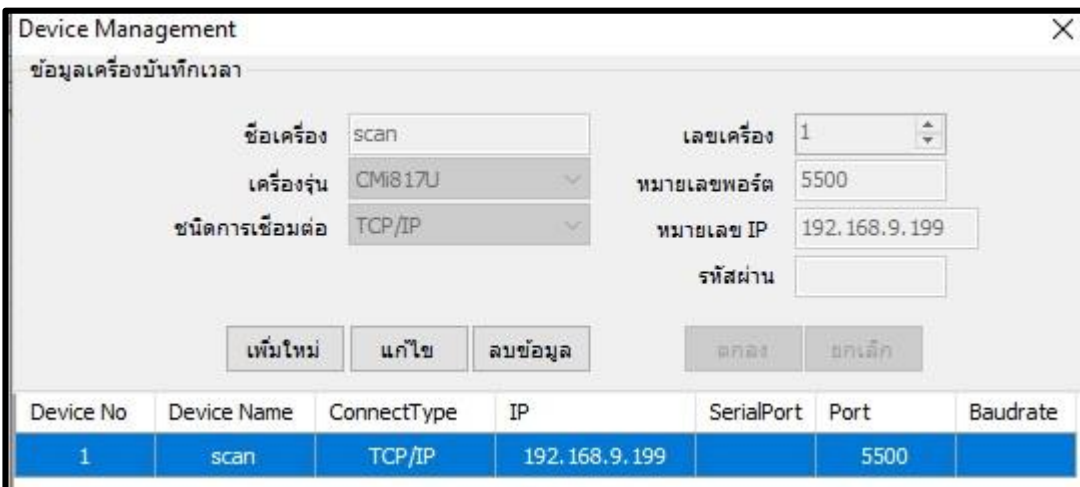 Device Management
ข้อมูลเครื่องบันทึกเวลา
ชื่อเครื่อง scan เลขเครื่อง 1
เครื่องรุ่น CMi817U หมายเลขพอร์ต 5500
ชนิดการเชื่อมต่อ TCP/IP หมายเลข IP 192.168.9.199
รหัสผ่าน
เพิ่มใหม่ แก้ไข ลบข้อมูล ตกลง ยกเลิก
Device No Device Name ConnectType IP SerialPort Port Baudrate
1 scan TCP/IP 192.168.9.199 5500